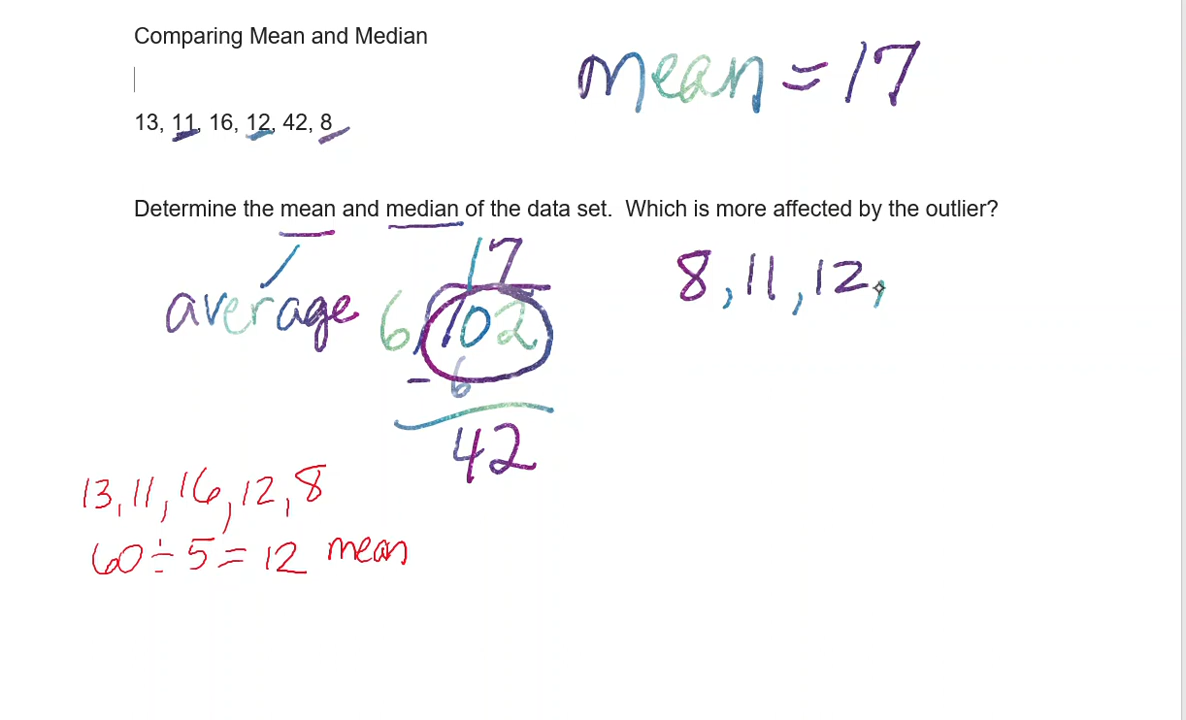 Comparing Mean and Median
mean = 17
13, 11, 16, 12, 42, 8
Determine the mean and median of the data set. Which is more affected by the outlier?
17
average 6 102
- 6
42
8, 11, 12,
13, 11, 16, 12, 8
60 ÷ 5 = 12 mean